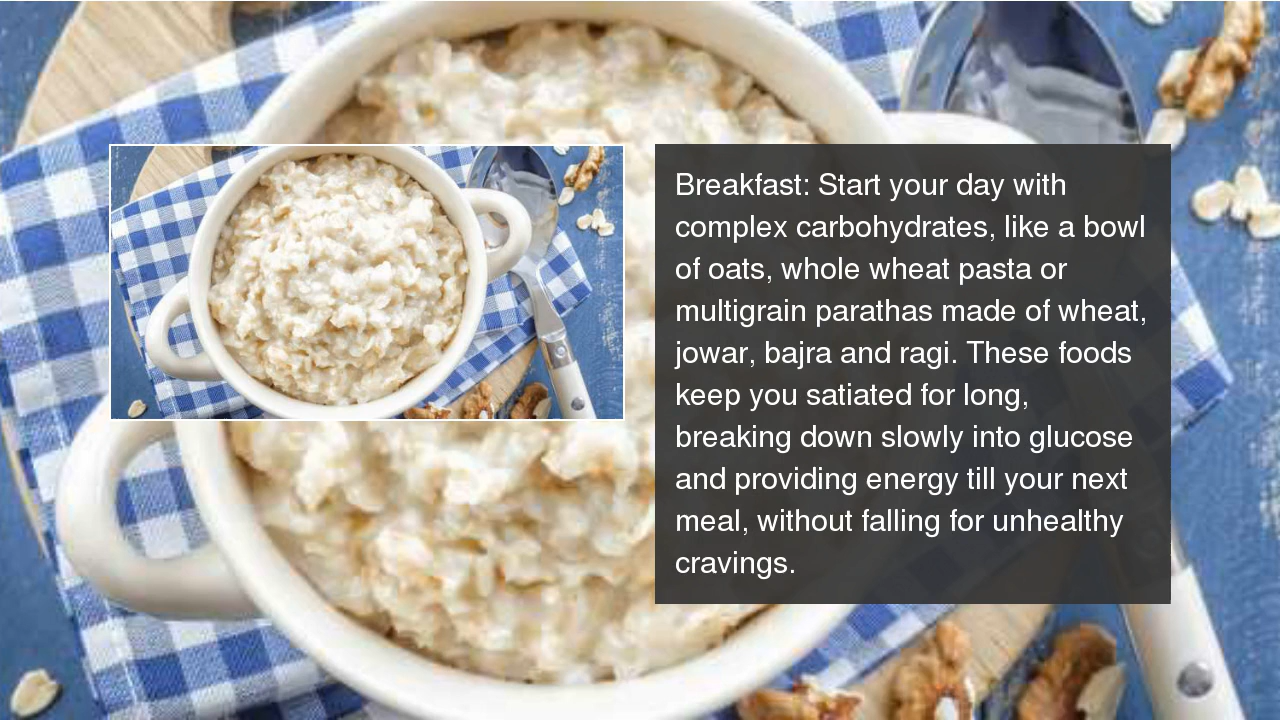 Breakfast: Start your day with
complex carbohydrates, like a bowl
of oats, whole wheat pasta or
multigrain parathas made of wheat,
jowar, bajra and ragi. These foods
keep you satiated for long,
breaking down slowly into glucose
and providing energy till your next
meal, without falling for unhealthy
cravings.